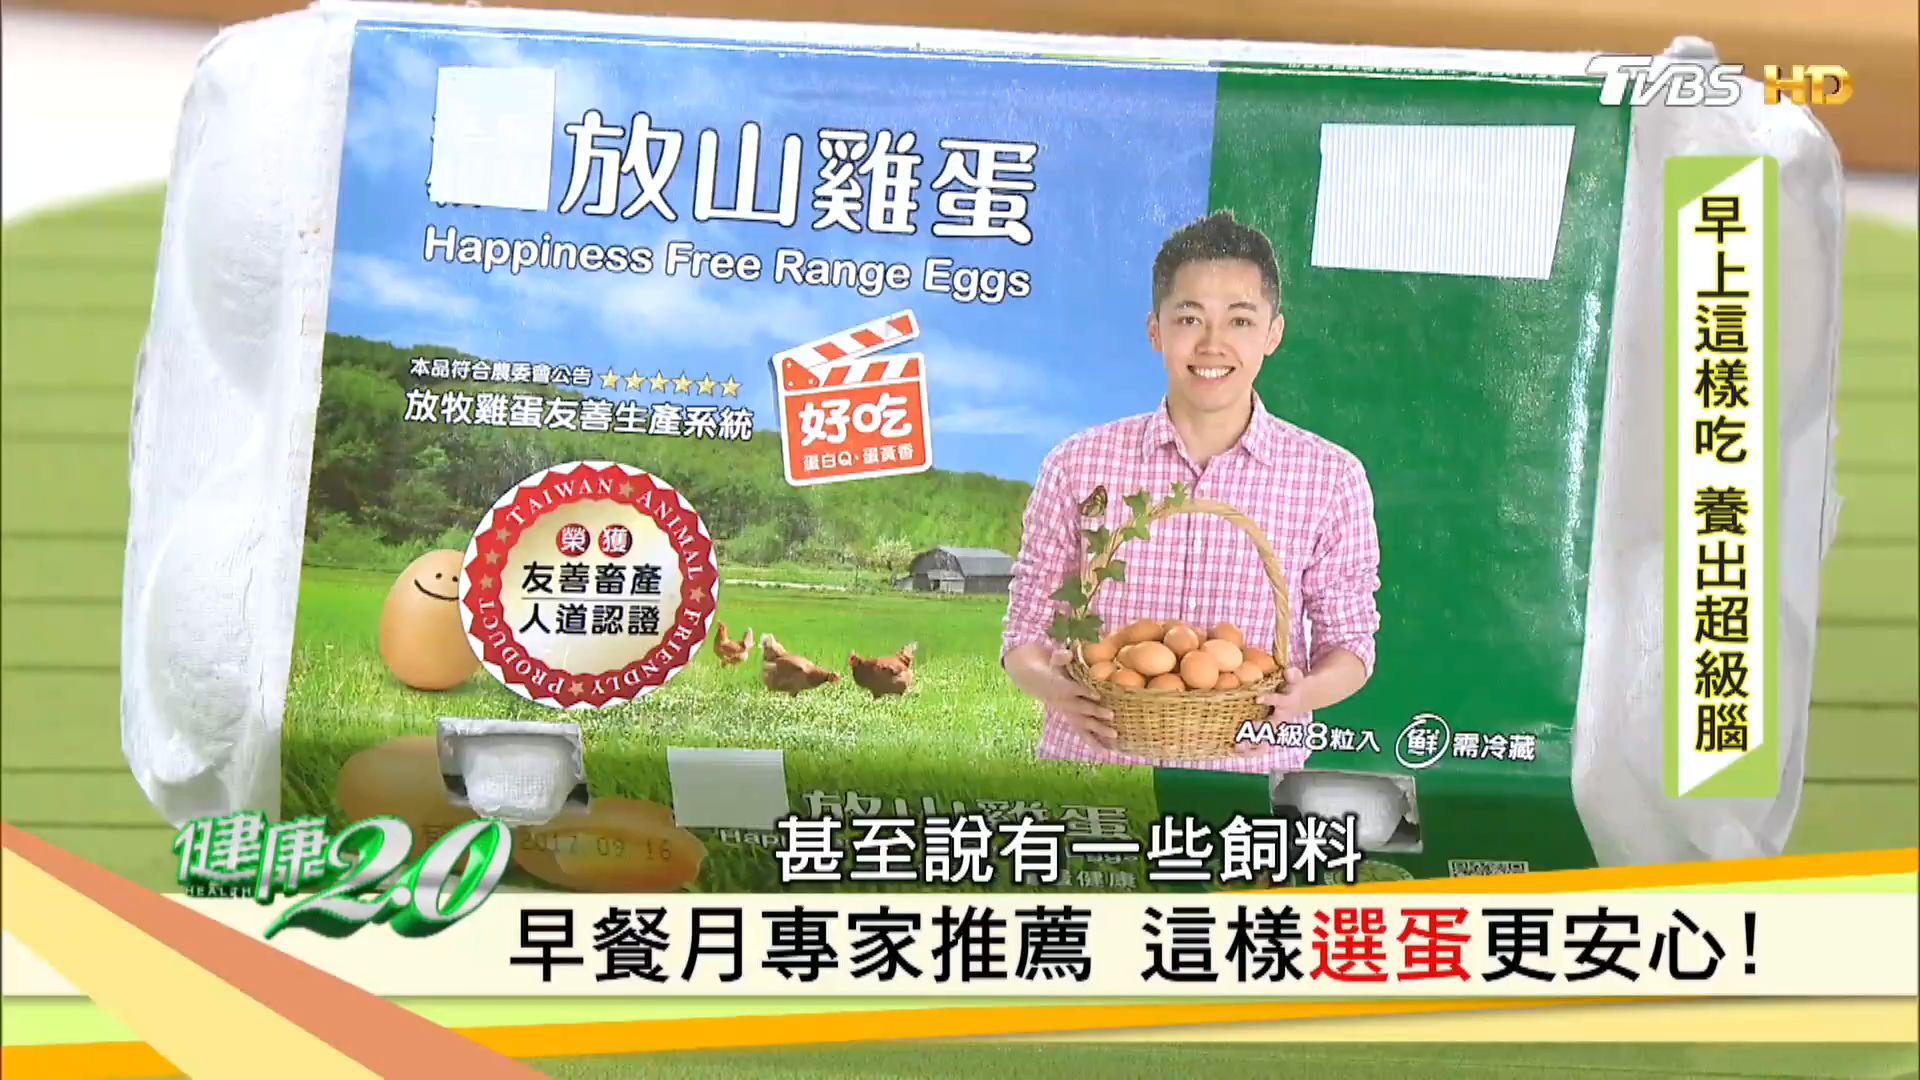 TVBS HD
放山雞蛋
Happiness Free Range Eggs
本品符合農委會公告
放牧雞蛋友善生產系統
好吃
蛋白Q、蛋黃香
TAIWAN ANIMAL FRIENDLY PRODUCT
榮獲
友善畜產
人道認證
AA級8粒入 鮮 需冷藏
早上這樣吃 養出超級腦
放山雞蛋
2017 09 16
健康2.0
HEALTH
甚至說有一些飼料
早餐月專家推薦 這樣選蛋更安心!